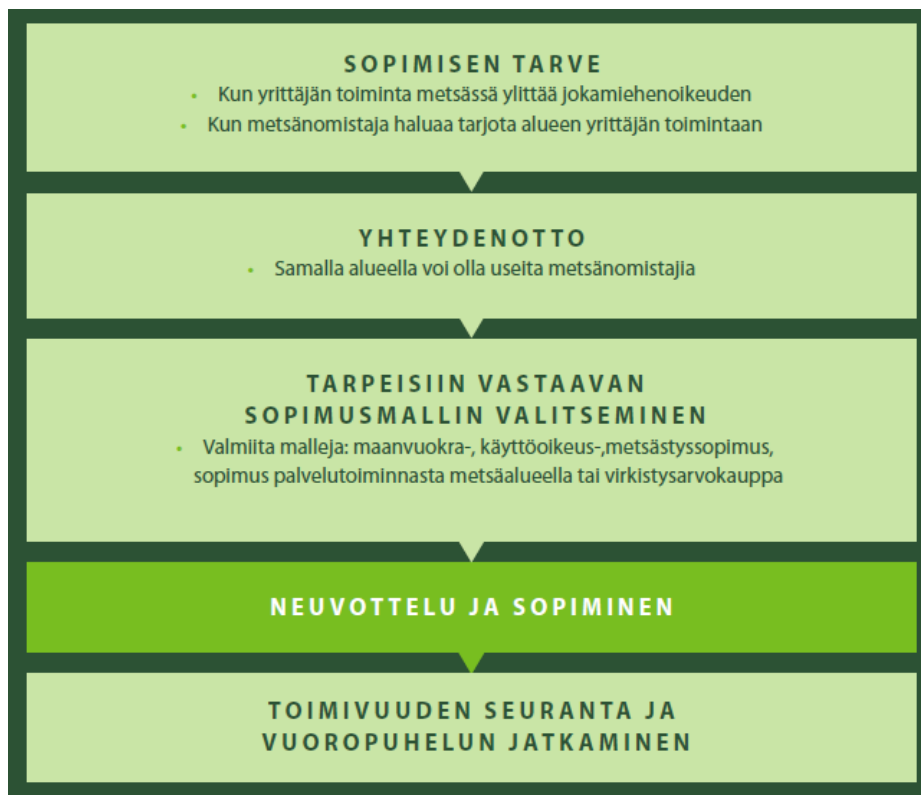 SOPIMISEN TARVE
• Kun yrittäjän toiminta metsässä ylittää jokamiehenoikeuden
• Kun metsänomistaja haluaa tarjota alueen yrittäjän toimintaan
YHTEYDENOTTO
• Samalla alueella voi olla useita metsänomistajia
TARPEISIIN VASTAAVAN
SOPIMUSMALLIN VALITSEMINEN
• Valmiita malleja: maanvuokra-, käyttöoikeus-,metsästyssopimus,
sopimus palvelutoiminnasta metsäalueella tai virkistysarvokauppa
NEUVOTTELU JA SOPIMINEN
TOIMIVUUDEN SEURANTA JA
VUOROPUHELUN JATKAMINEN